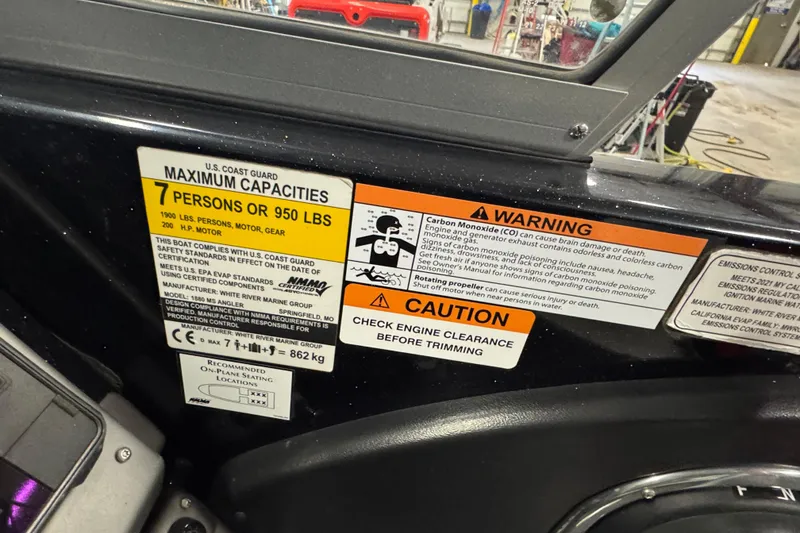 U.S. COAST GUARD
MAXIMUM CAPACITIES
7 PERSONS OR 950 LBS
1900 LBS. PERSONS, MOTOR, GEAR
200 H.P. MOTOR
THIS BOAT COMPLIES WITH U.S. COAST GUARD
SAFETY STANDARDS IN EFFECT ON THE DATE OF
CERTIFICATION
MEETS U.S. EPA EVAP STANDARDS
USING CERTIFIED COMPONENTS
NMMA
CERTIFIED
MANUFACTURER: WHITE RIVER MARINE GROUP
MODEL: 1880 MS ANGLER SPRINGFIELD, MO
DESIGN COMPLIANCE WITH NMMA REQUIREMENTS IS
VERIFIED. MANUFACTURER RESPONSIBLE FOR
PRODUCTION CONTROL
MANUFACTURER: WHITE RIVER MARINE GROUP
CE D MAX 7 + + = 862 kg
RECOMMENDED
ON-PLANE SEATING
LOCATIONS
NMMA
WARNING
Carbon Monoxide (CO) can cause brain damage or death.
Engine and generator exhaust contains odorless and colorless carbon
monoxide gas.
Signs of carbon monoxide poisoning include nausea, headache,
dizziness, drowsiness, and lack of consciousness.
Get fresh air if anyone shows signs of carbon monoxide poisoning.
See Owner's Manual for information regarding carbon monoxide
poisoning.
Rotating propeller can cause serious injury or death.
Shut off motor when near persons in water.
CAUTION
CHECK ENGINE CLEARANCE
BEFORE TRIMMING
EMISSIONS CONTROL
MEETS 2021 MY CAL
EMISSIONS REGULATIO
IGNITION MARINE
MANUFACTURER: WHITE RIVER
CALIFORNIA EVAP FAMILY: MWR
EMISSIONS CONTROL SYSTEM
F N